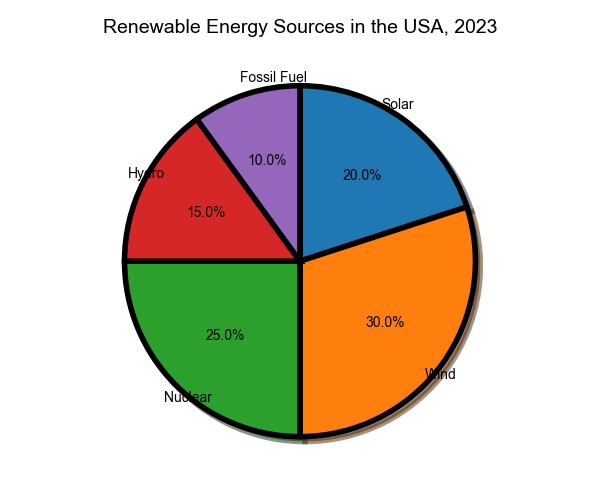 Renewable Energy Sources in the USA, 2023
Fossil Fuel
Solar
10.0%
20.0%
Hydro
15.0%
30.0%
25.0%
Wind
Nuclear